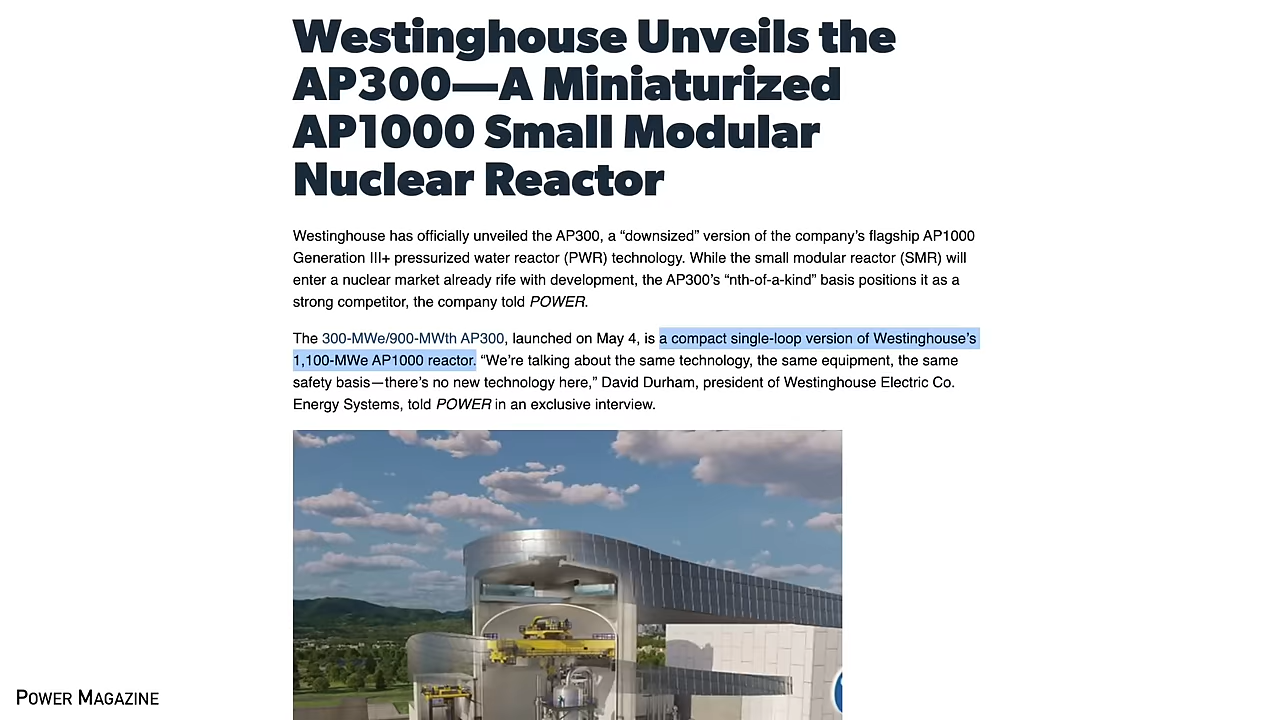 Westinghouse Unveils the
AP300—A Miniaturized
AP1000 Small Modular
Nuclear Reactor
Westinghouse has officially unveiled the AP300, a “downsized” version of the company’s flagship AP1000
Generation III+ pressurized water reactor (PWR) technology. While the small modular reactor (SMR) will
enter a nuclear market already rife with development, the AP300’s “nth-of-a-kind” basis positions it as a
strong competitor, the company told POWER.
The 300-MWe/900-MWth AP300, launched on May 4, is a compact single-loop version of Westinghouse’s
1,100-MWe AP1000 reactor. “We’re talking about the same technology, the same equipment, the same
safety basis—there’s no new technology here,” David Durham, president of Westinghouse Electric Co.
Energy Systems, told POWER in an exclusive interview.
POWER MAGAZINE